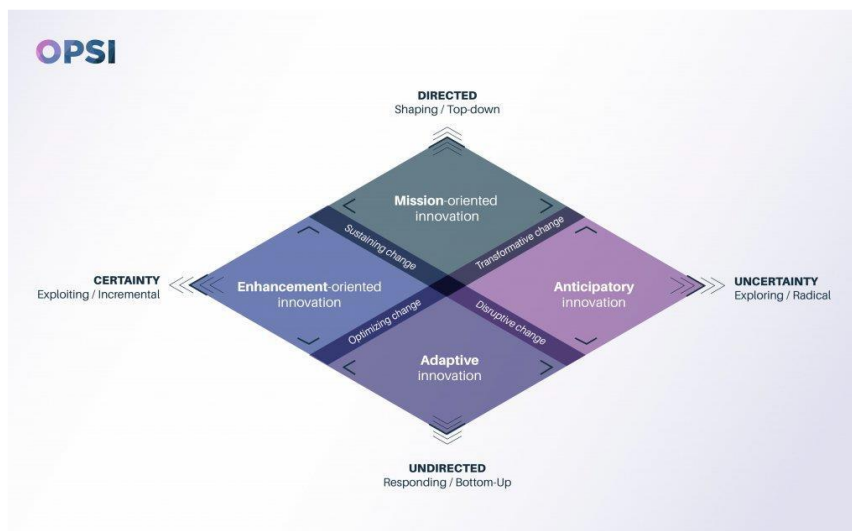 OPSI
DIRECTED
Shaping / Top-down
Mission-oriented
innovation
Sustaining change
Transformative change
CERTAINTY
Exploiting / Incremental
Enhancement-oriented
innovation
Anticipatory
innovation
UNCERTAINTY
Exploring / Radical
Optimizing change
Disruptive change
Adaptive
innovation
UNDIRECTED
Responding / Bottom-Up